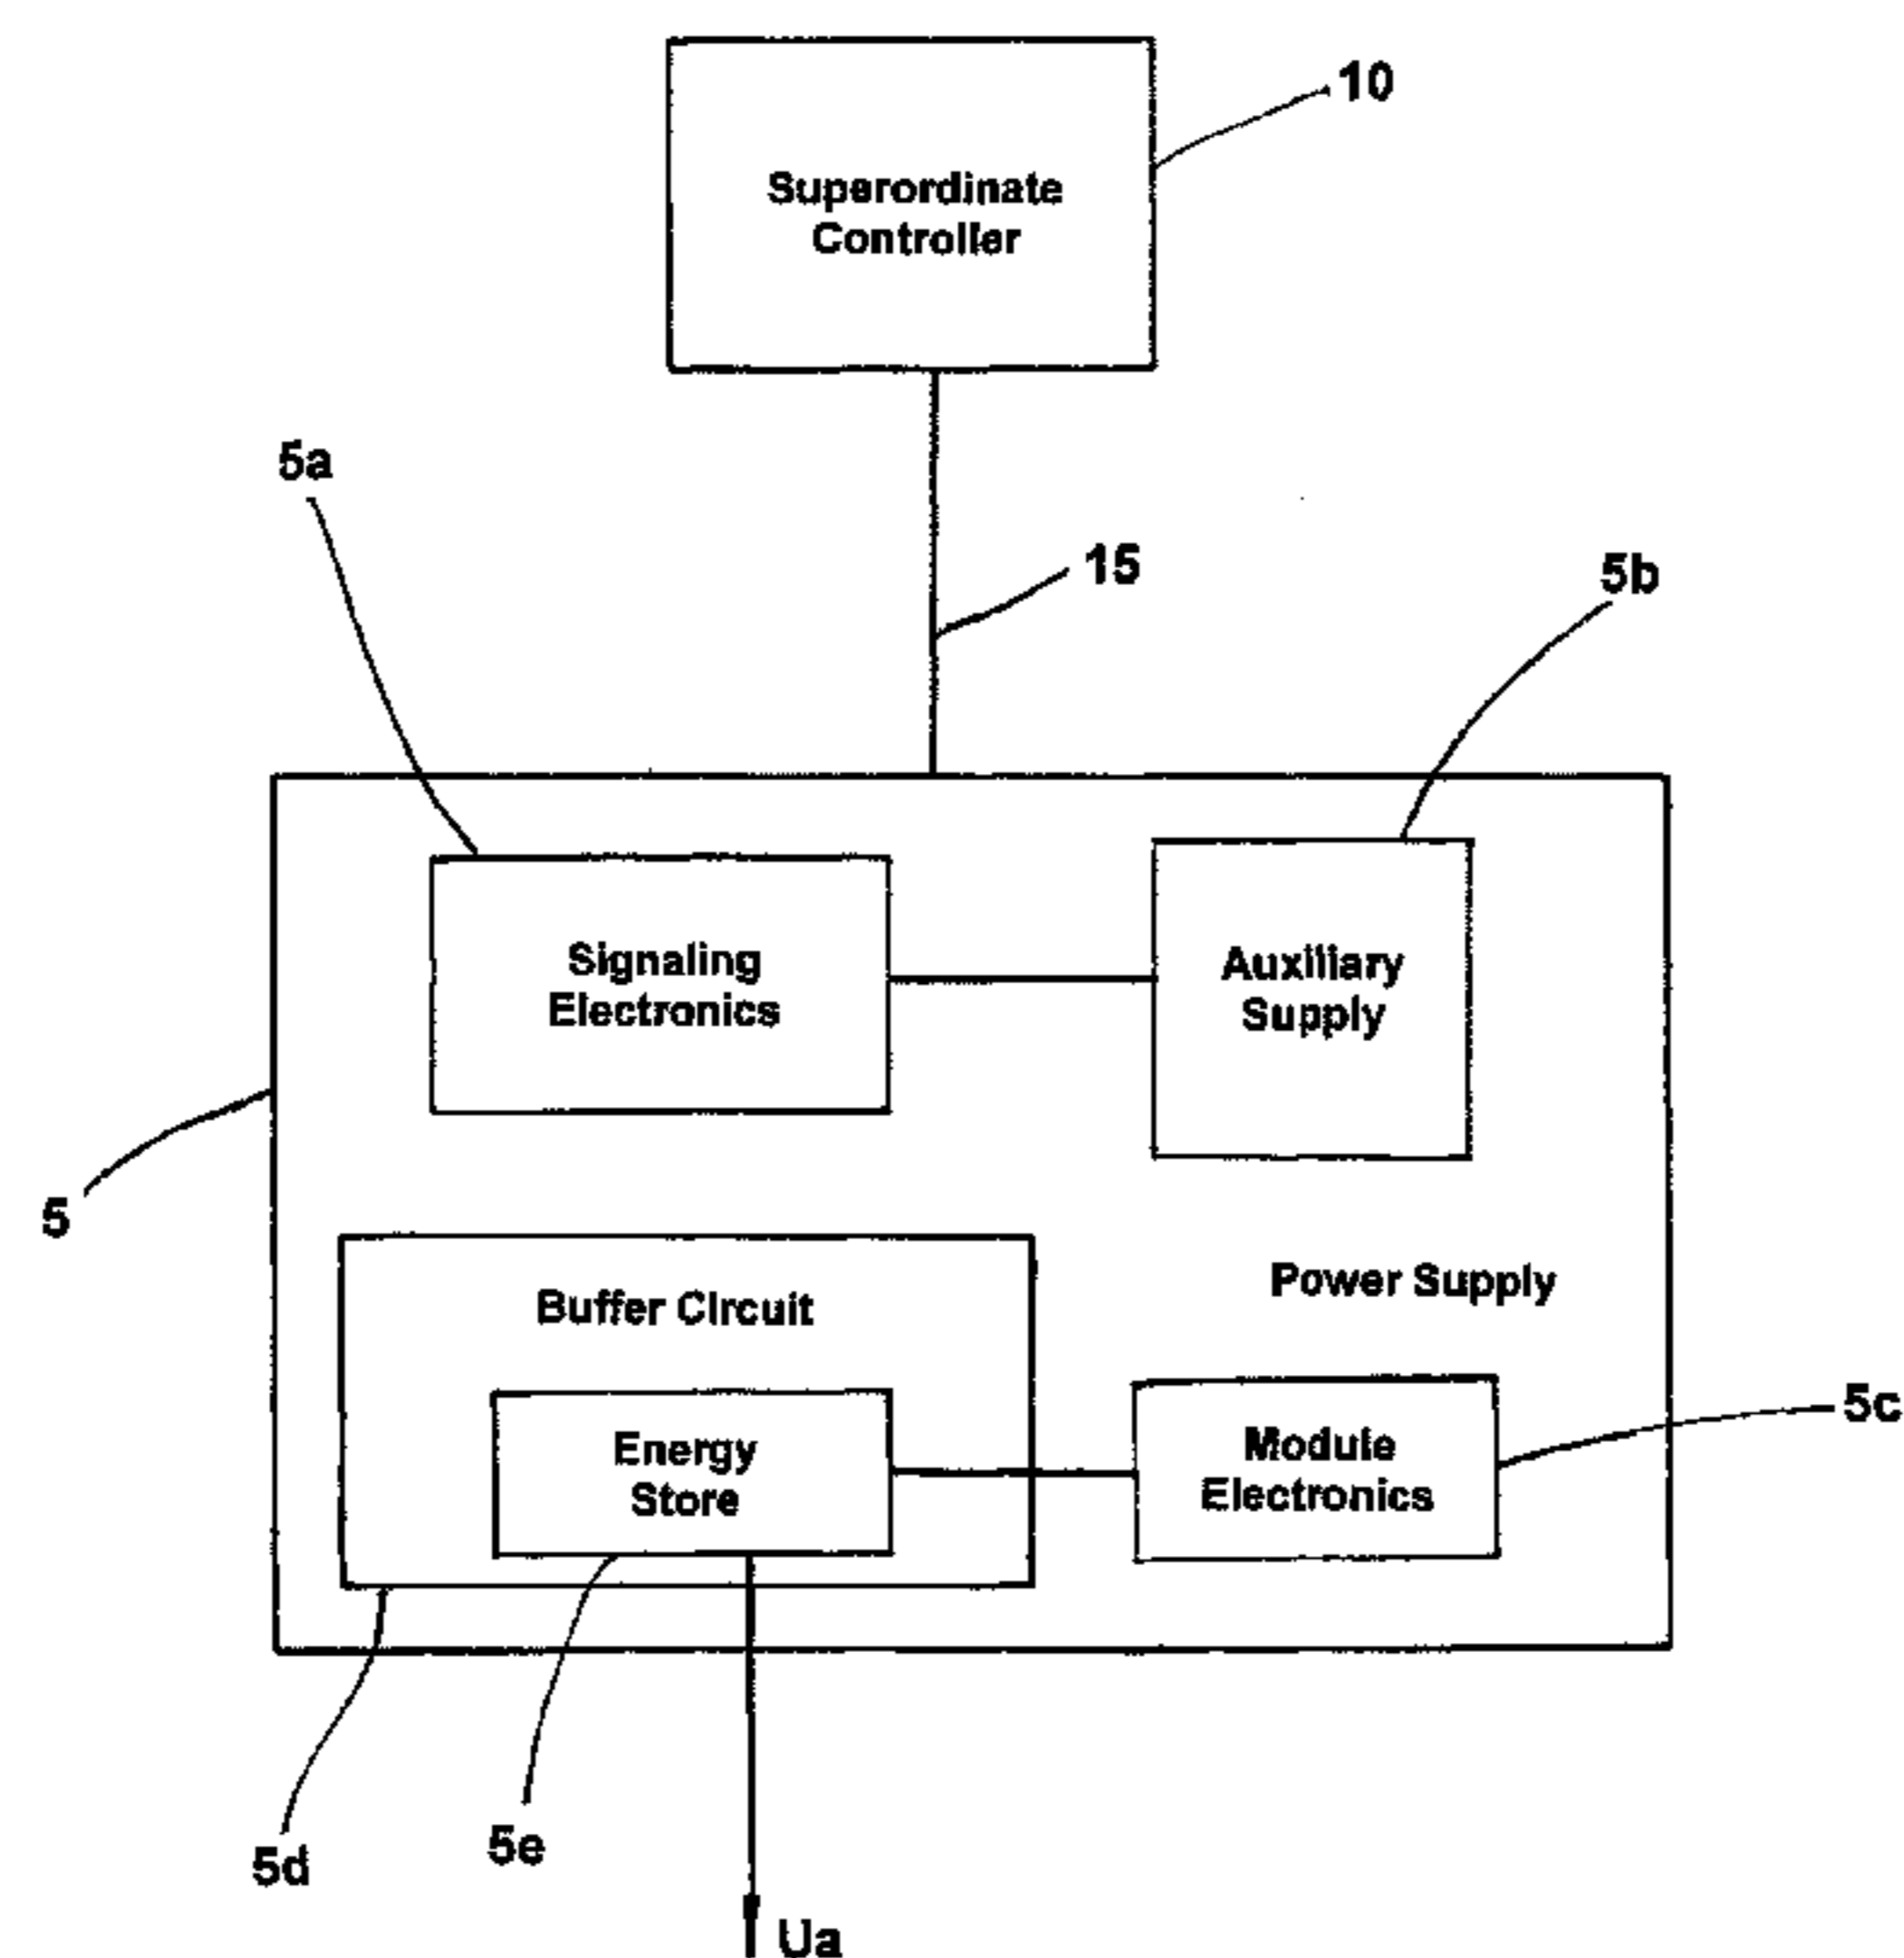 10
Superordinate
Controller
5a
15
5b
Signaling
Electronics
Auxiliary
Supply
5
Buffer Circuit
Power Supply
Energy
Store
Module
Electronics
5c
5d
5e
Ua